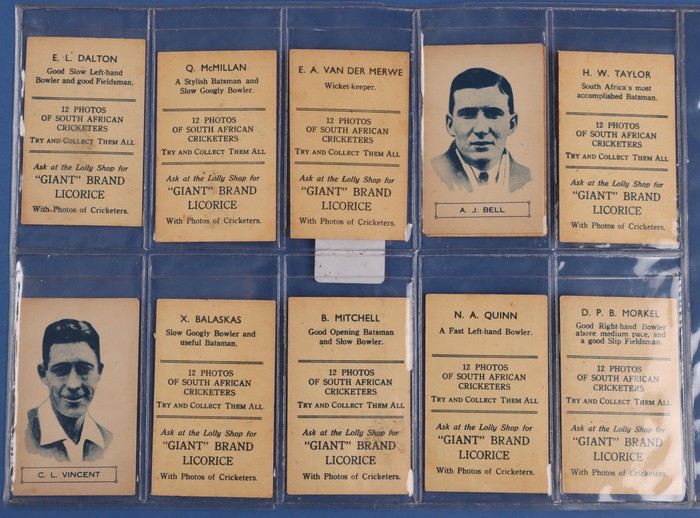 E. L. DALTON
Good Slow Left-hand
Bowler and good Fieldsman.
12 PHOTOS
OF SOUTH AFRICAN
CRICKETERS
TRY AND COLLECT THEM ALL
Ask at the Lolly Shop for
"GIANT" BRAND
LICORICE
With Photos of Cricketers.
Q. McMILLAN
A Stylish Batsman and
Slow Googly Bowler.
12 PHOTOS
OF SOUTH AFRICAN
CRICKETERS
TRY AND COLLECT THEM ALL
Ask at the Lolly Shop for
"GIANT" BRAND
LICORICE
With Photos of Cricketers.
E. A. VAN DER MERWE
Wicket-keeper.
12 PHOTOS
OF SOUTH AFRICAN
CRICKETERS
TRY AND COLLECT THEM ALL
Ask at the Lolly Shop for
"GIANT" BRAND
LICORICE
With Photos of Cricketers.
A. J. BELL
H. W. TAYLOR
South Africa's most
accomplished Batsman.
12 PHOTOS
OF SOUTH AFRICAN
CRICKETERS
TRY AND COLLECT THEM ALL
Ask at the Lolly Shop for
"GIANT" BRAND
LICORICE
With Photos of Cricketers.
C. L. VINCENT
X. BALASKAS
Slow Googly Bowler and
useful Batsman.
12 PHOTOS
OF SOUTH AFRICAN
CRICKETERS
TRY AND COLLECT THEM ALL
Ask at the Lolly Shop for
"GIANT" BRAND
LICORICE
With Photos of Cricketers.
B. MITCHELL
Good Opening Batsman
and Slow Bowler.
12 PHOTOS
OF SOUTH AFRICAN
CRICKETERS
TRY AND COLLECT THEM ALL
Ask at the Lolly Shop for
"GIANT" BRAND
LICORICE
With Photos of Cricketers.
N. A. QUINN
A Fast Left-hand Bowler.
12 PHOTOS
OF SOUTH AFRICAN
CRICKETERS
TRY AND COLLECT THEM ALL
Ask at the Lolly Shop for
"GIANT" BRAND
LICORICE
With Photos of Cricketers.
D. P. B. MORKEL
Good Right-hand Bowler
above medium pace, and
a good Slip Fieldsman.
12 PHOTOS
OF SOUTH AFRICAN
CRICKETERS
TRY AND COLLECT THEM ALL
Ask at the Lolly Shop for
"GIANT" BRAND
LICORICE
With Photos of Cricketers.